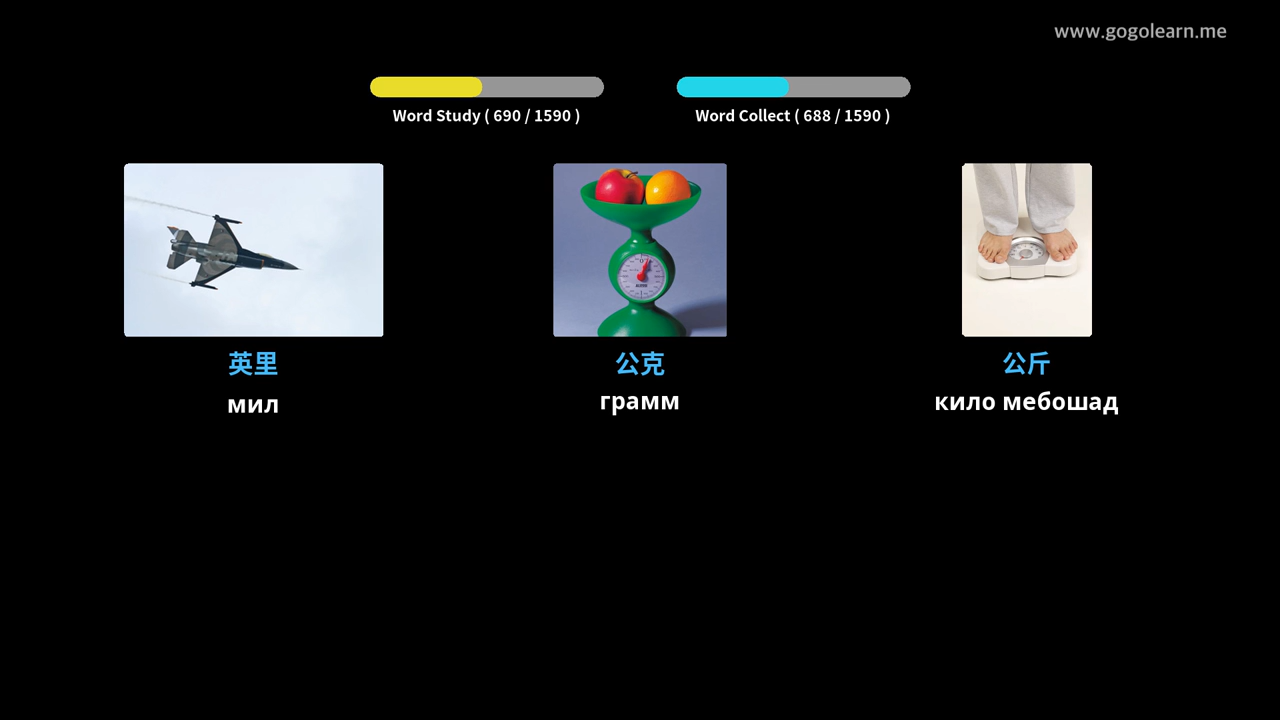 www.gogolearn.me
Word Study ( 690 / 1590 )
Word Collect ( 688 / 1590 )
英里
мил
公克
грамм
公斤
кило мебошад